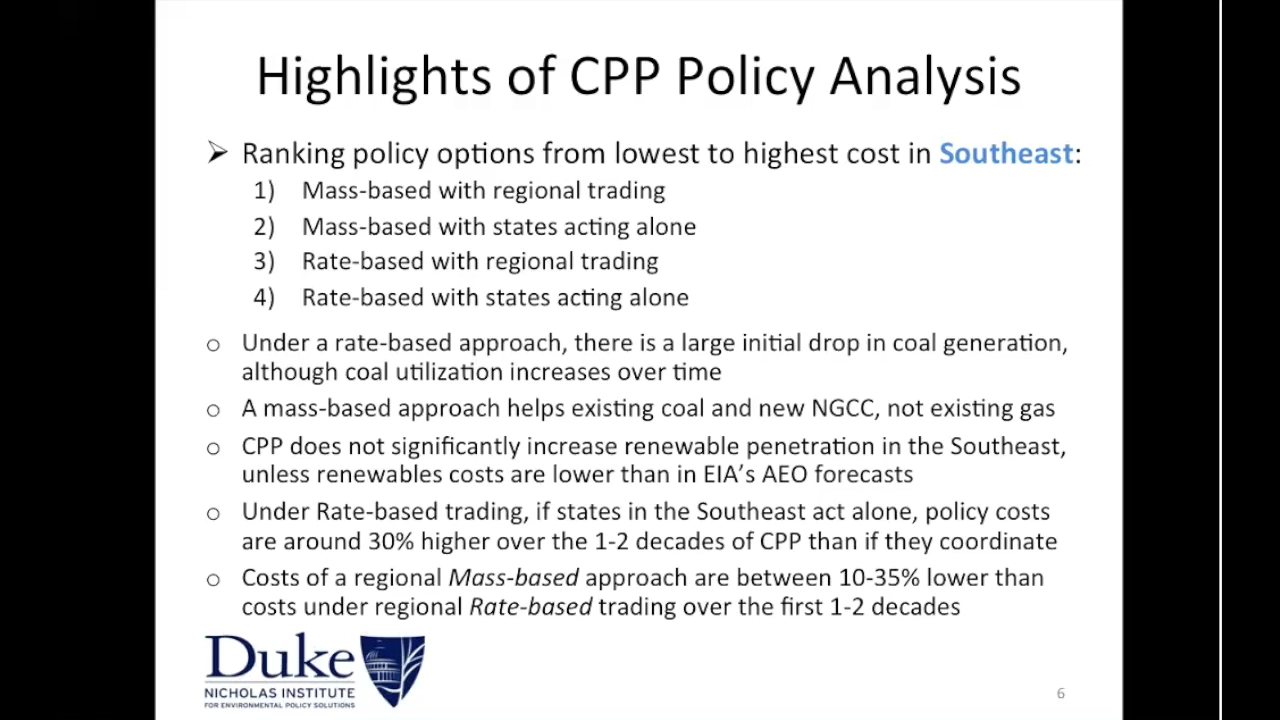 Highlights of CPP Policy Analysis
➢ Ranking policy options from lowest to highest cost in Southeast:
1) Mass-based with regional trading
2) Mass-based with states acting alone
3) Rate-based with regional trading
4) Rate-based with states acting alone
o Under a rate-based approach, there is a large initial drop in coal generation,
although coal utilization increases over time
o A mass-based approach helps existing coal and new NGCC, not existing gas
o CPP does not significantly increase renewable penetration in the Southeast,
unless renewables costs are lower than in EIA’s AEO forecasts
o Under Rate-based trading, if states in the Southeast act alone, policy costs
are around 30% higher over the 1-2 decades of CPP than if they coordinate
o Costs of a regional Mass-based approach are between 10-35% lower than
costs under regional Rate-based trading over the first 1-2 decades
Duke
NICHOLAS INSTITUTE
FOR ENVIRONMENTAL POLICY SOLUTIONS
6